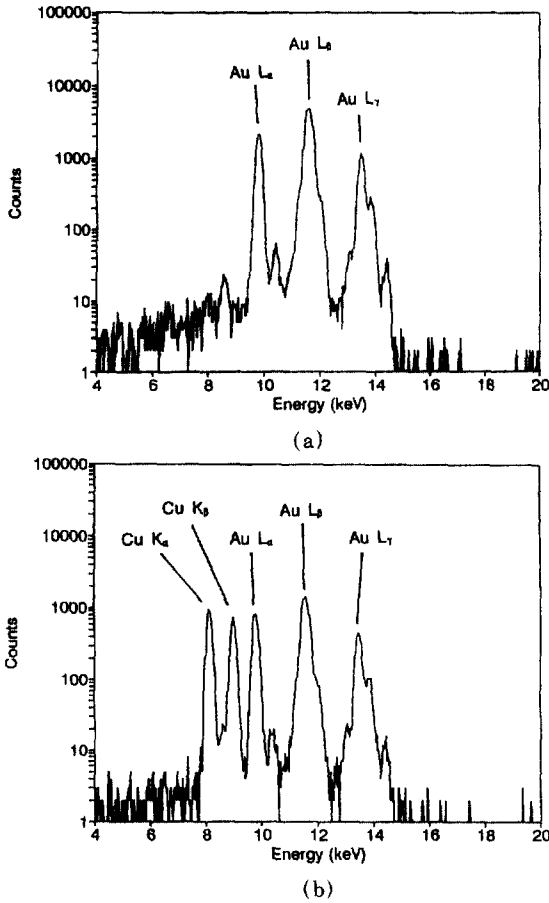 100000
Au Lβ
Au Lα
Au Lγ
10000
1000
100
10
1
Counts
4 6 8 10 12 14 16 18 20
Energy (keV)
(a)
100000
Cu Kβ
Au Lβ
Cu Kα
Au Lα
Au Lγ
10000
1000
100
10
1
Counts
4 6 8 10 12 14 16 18 20
Energy (keV)
(b)